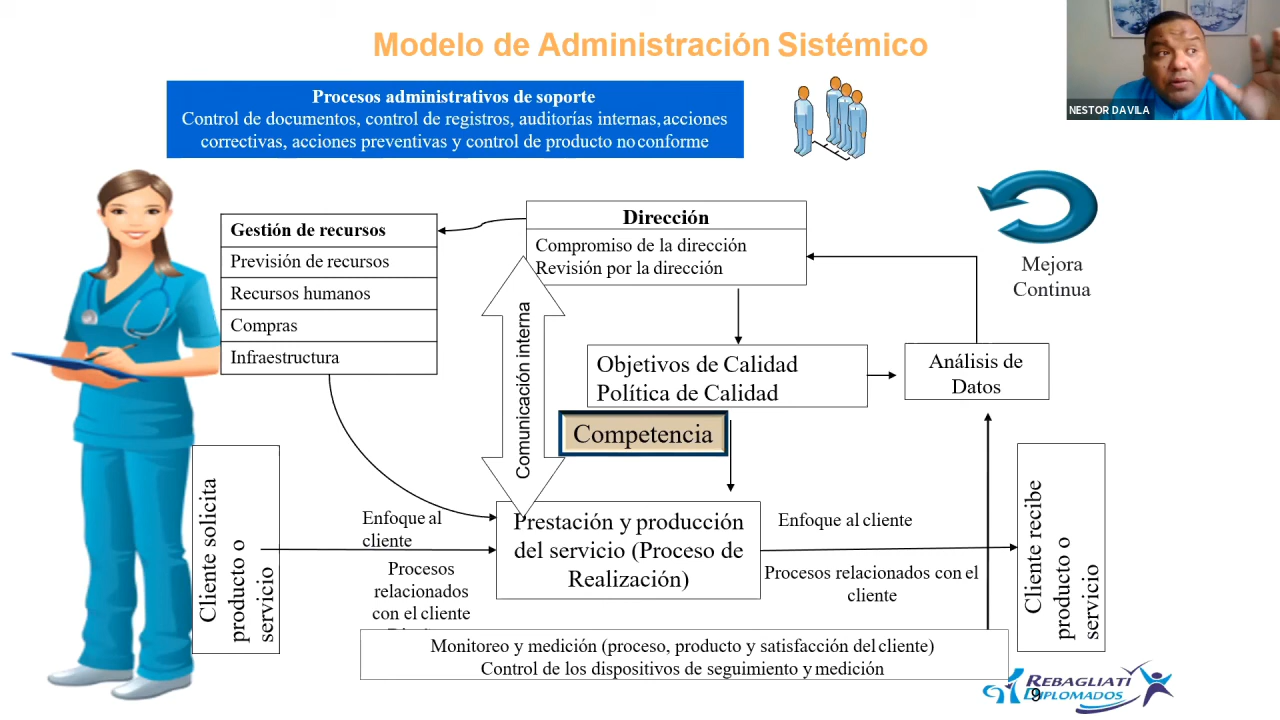 Modelo de Administración Sistémico
NESTOR DAVILA
Procesos administrativos de soporte
Control de documentos, control de registros, auditorías internas, acciones
correctivas, acciones preventivas y control de producto no conforme
Gestión de recursos
Previsión de recursos
Recursos humanos
Compras
Infraestructura
Dirección
Compromiso de la dirección
Revisión por la dirección
Mejora
Continua
Comunicación interna
Objetivos de Calidad
Política de Calidad
Análisis de
Datos
Competencia
Cliente solicita
producto o
servicio
Enfoque al
cliente
Procesos
relacionados
con el cliente
Prestación y producción
del servicio (Proceso de
Realización)
Enfoque al cliente
Procesos relacionados con el
cliente
Cliente recibe
producto o
servicio
Monitoreo y medición (proceso, producto y satisfacción del cliente)
Control de los dispositivos de seguimiento y medición
REBAGLIATI
DIPLOMADOS
9